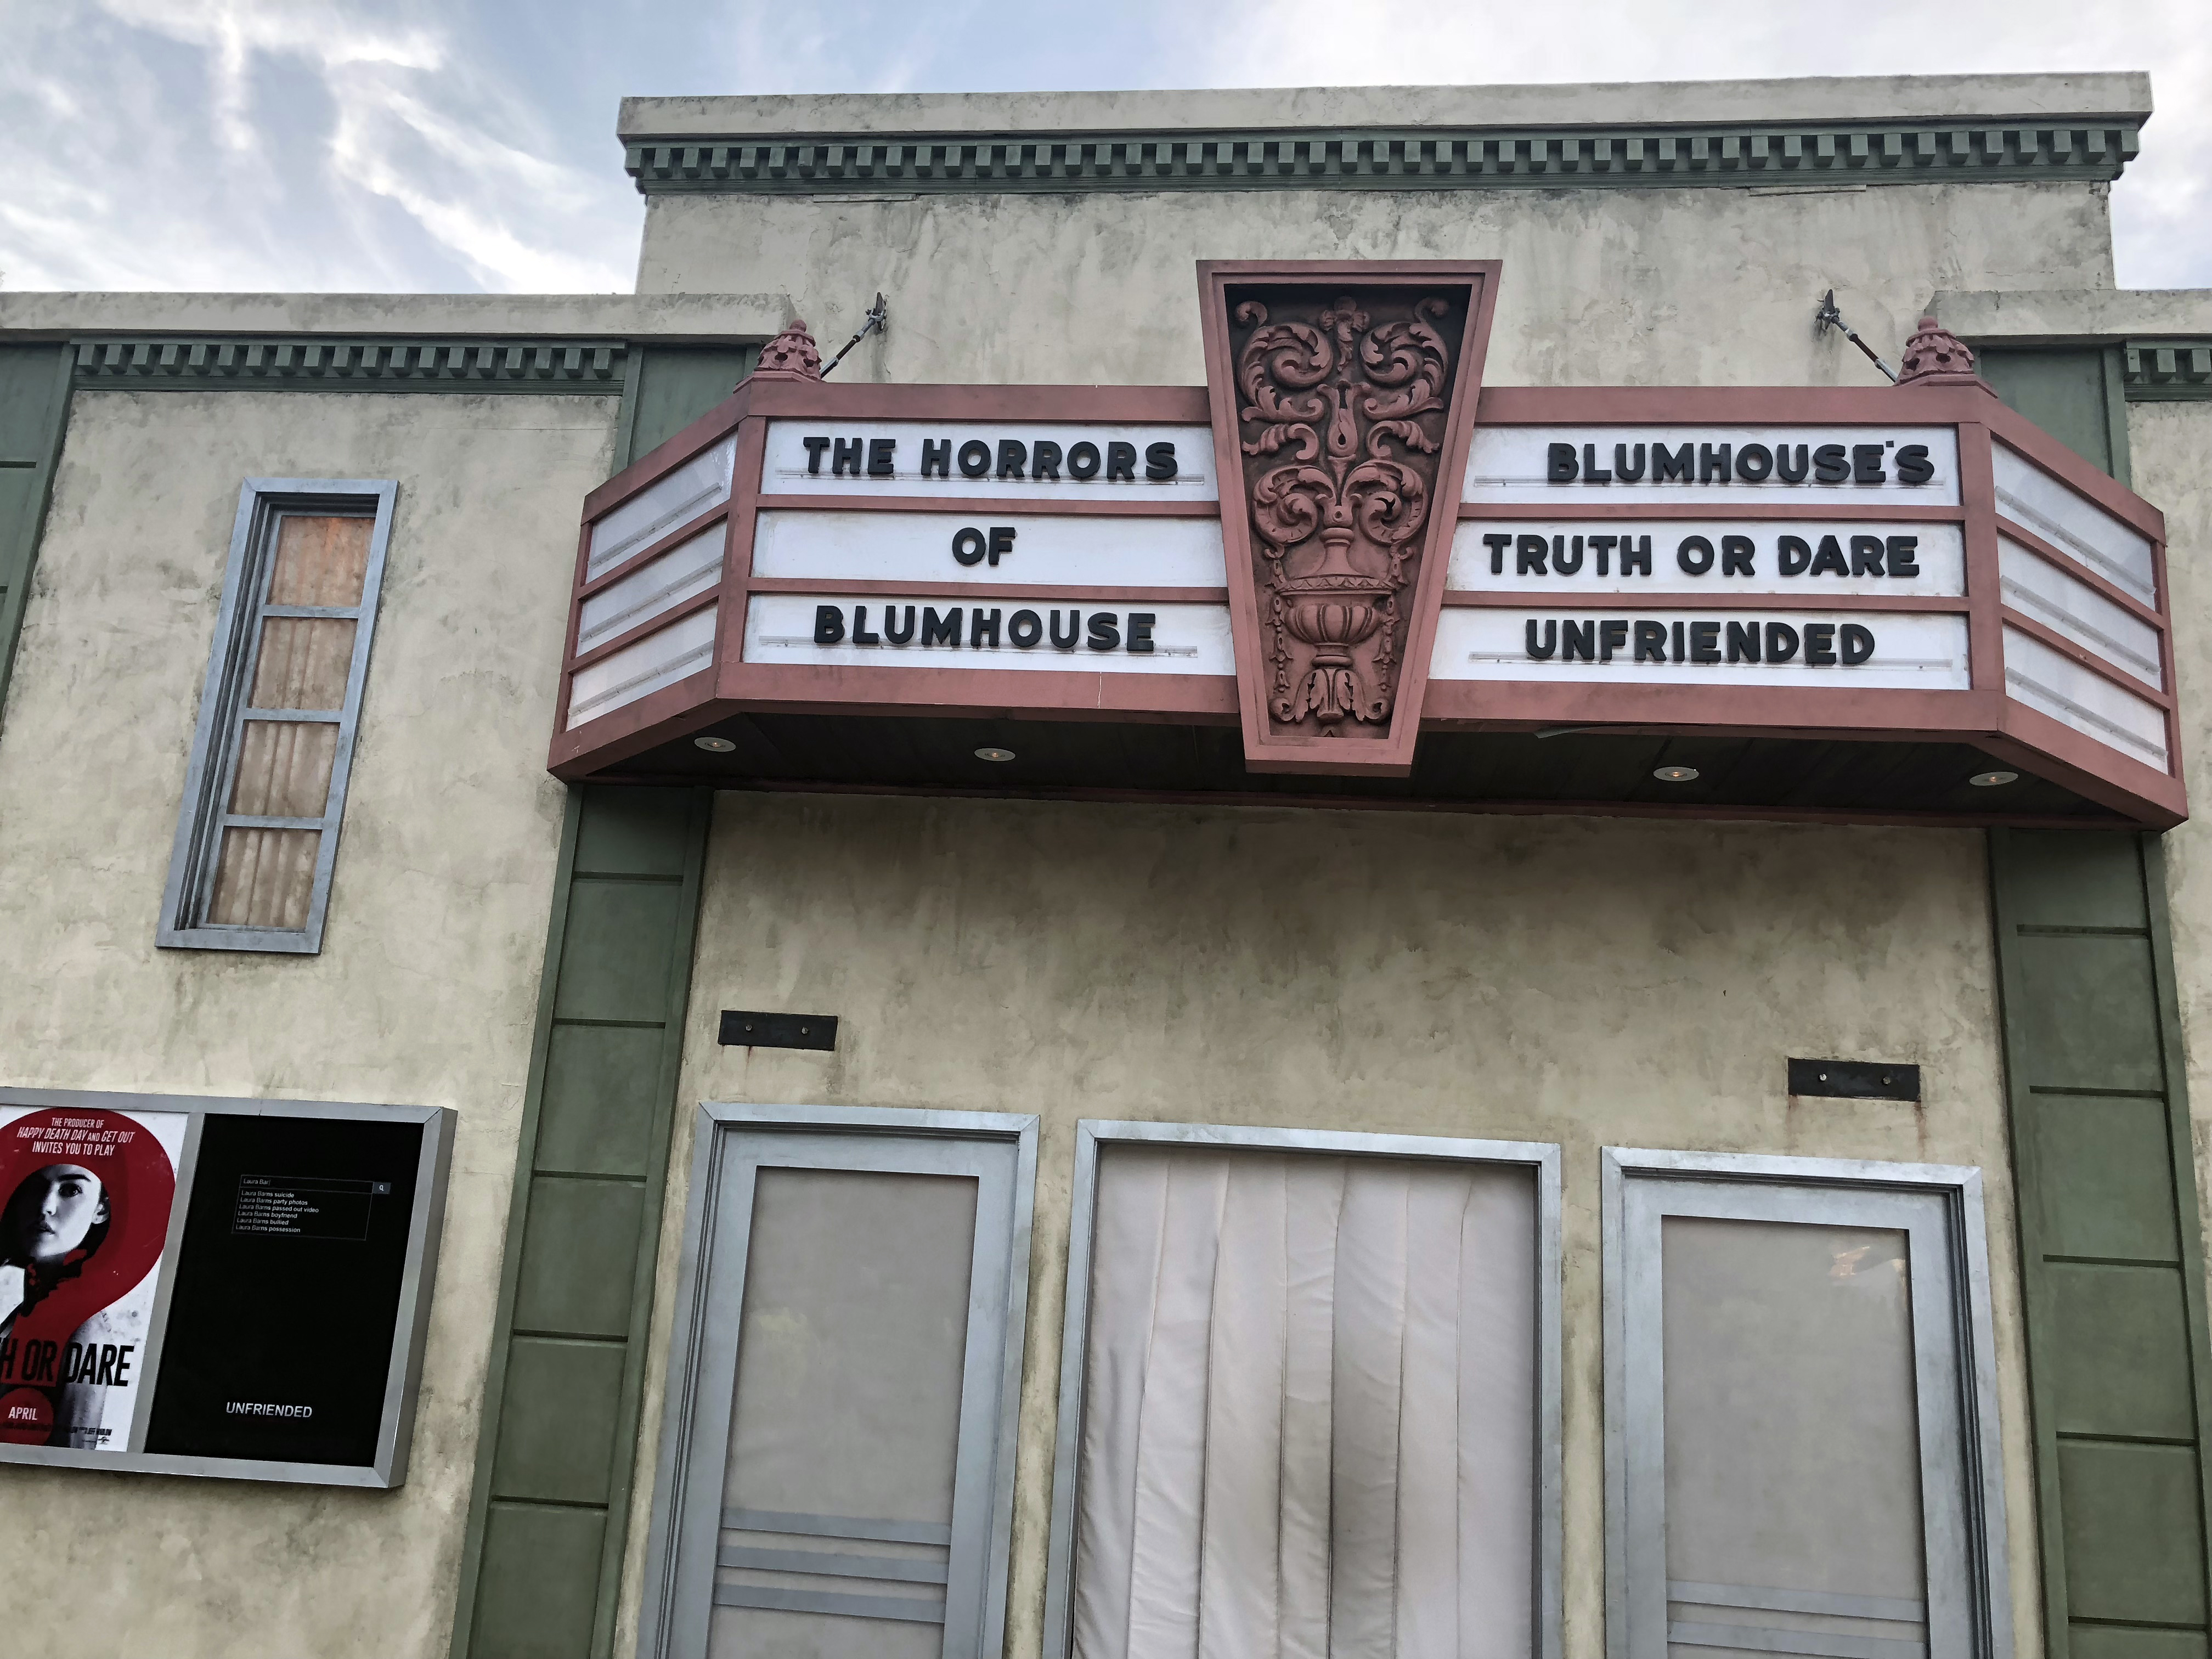 THE HORRORS
OF
BLUMHOUSE
BLUMHOUSE'S
TRUTH OR DARE
UNFRIENDED
THE PRODUCER OF
HAPPY DEATH DAY AND GET OUT
INVITES YOU TO PLAY
H OR DARE
APRIL
Laura Bar
Laura Barns suicide
Laura Barns party photos
Laura Barns passed out video
Laura Barns boyfriend
Laura Barns bullied
Laura Barns possession
UNFRIENDED